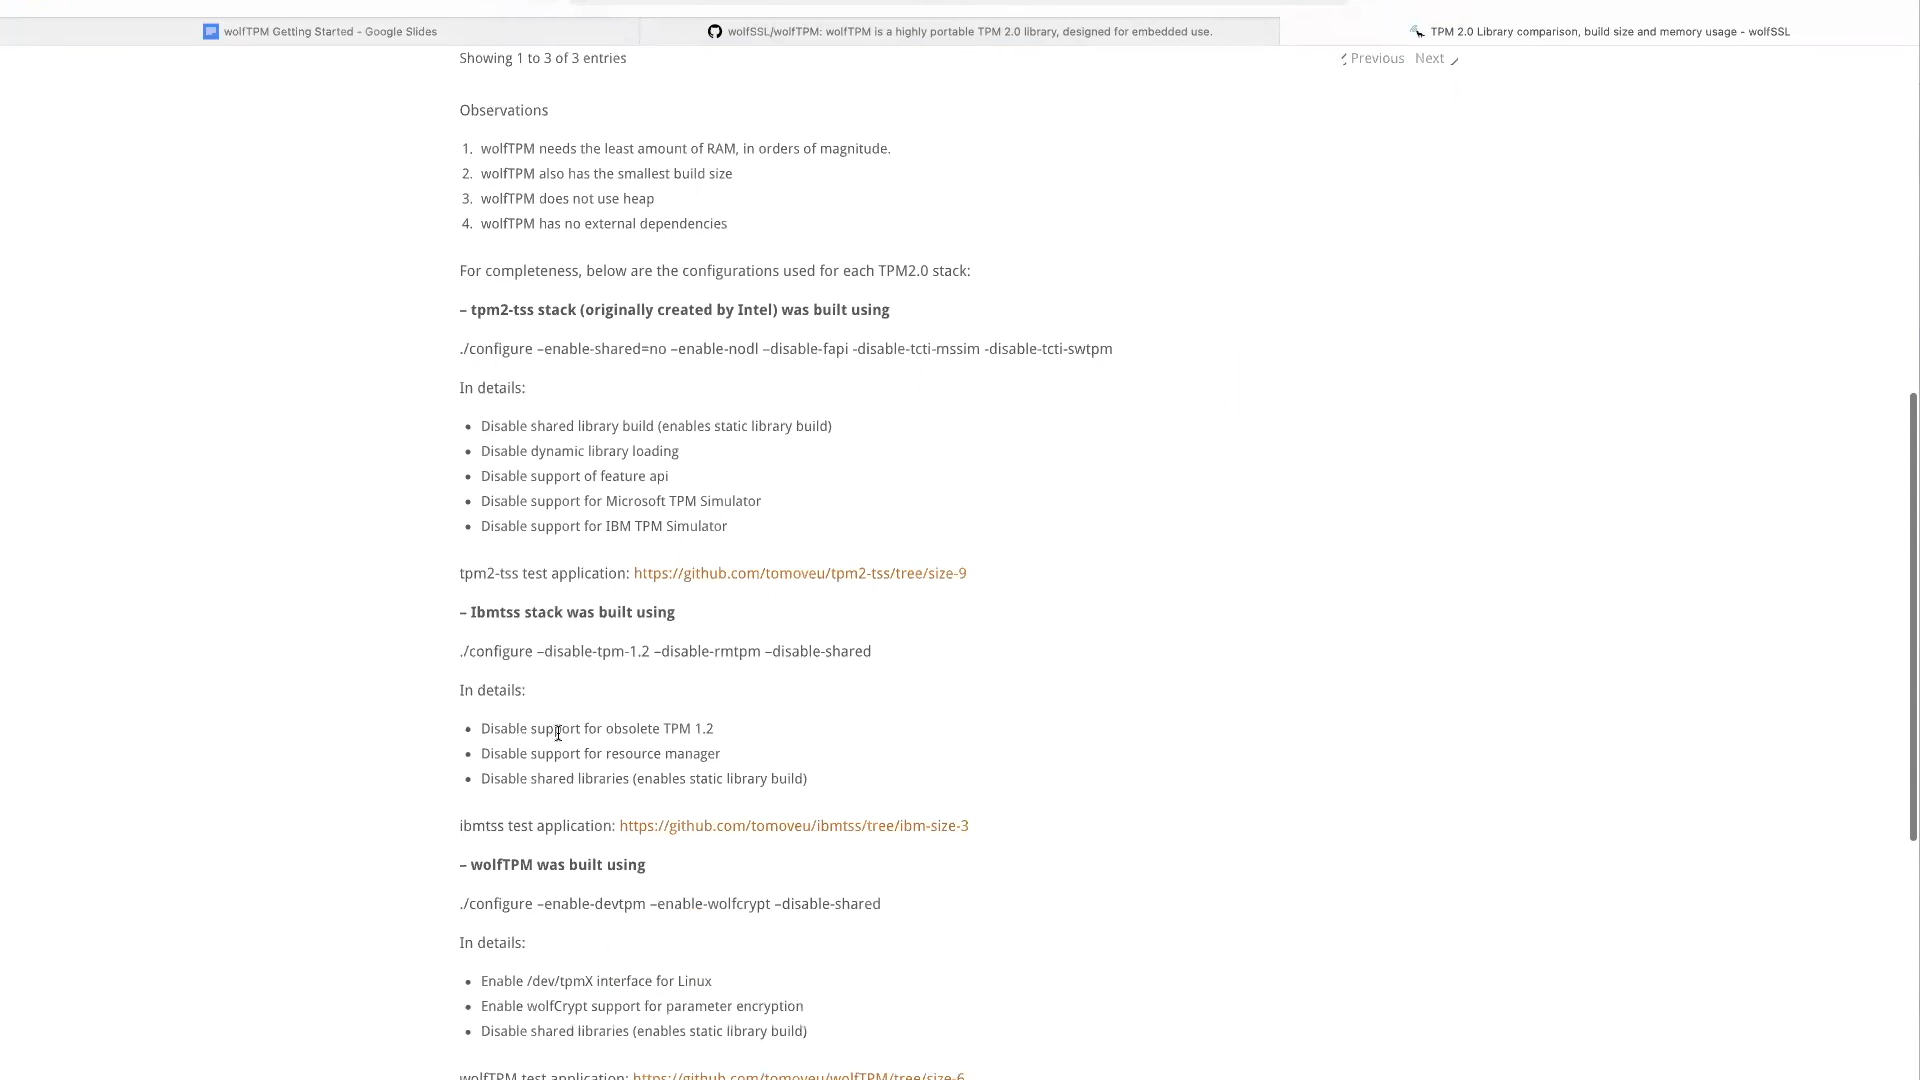 wolfTPM Getting Started - Google Slides
wolfSSL/wolfTPM: wolfTPM is a highly portable TPM 2.0 library, designed for embedded use.
TPM 2.0 Library comparison, build size and memory usage - wolfSSL
Showing 1 to 3 of 3 entries
Previous Next
Observations
1. wolfTPM needs the least amount of RAM, in orders of magnitude.
2. wolfTPM also has the smallest build size
3. wolfTPM does not use heap
4. wolfTPM has no external dependencies
For completeness, below are the configurations used for each TPM2.0 stack:
– tpm2-tss stack (originally created by Intel) was built using
./configure –enable-shared=no –enable-nodl –disable-fapi -disable-tcti-mssim -disable-tcti-swtpm
In details:
• Disable shared library build (enables static library build)
• Disable dynamic library loading
• Disable support of feature api
• Disable support for Microsoft TPM Simulator
• Disable support for IBM TPM Simulator
tpm2-tss test application: https://github.com/tomoveu/tpm2-tss/tree/size-9
– Ibmtss stack was built using
./configure –disable-tpm-1.2 –disable-rmtpm –disable-shared
In details:
• Disable support for obsolete TPM 1.2
• Disable support for resource manager
• Disable shared libraries (enables static library build)
ibmtss test application: https://github.com/tomoveu/ibmtss/tree/ibm-size-3
– wolfTPM was built using
./configure –enable-devtpm –enable-wolfcrypt –disable-shared
In details:
• Enable /dev/tpmX interface for Linux
• Enable wolfCrypt support for parameter encryption
• Disable shared libraries (enables static library build)
wolfTPM test application: https://github.com/tomoveu/wolfTPM/tree/size-6